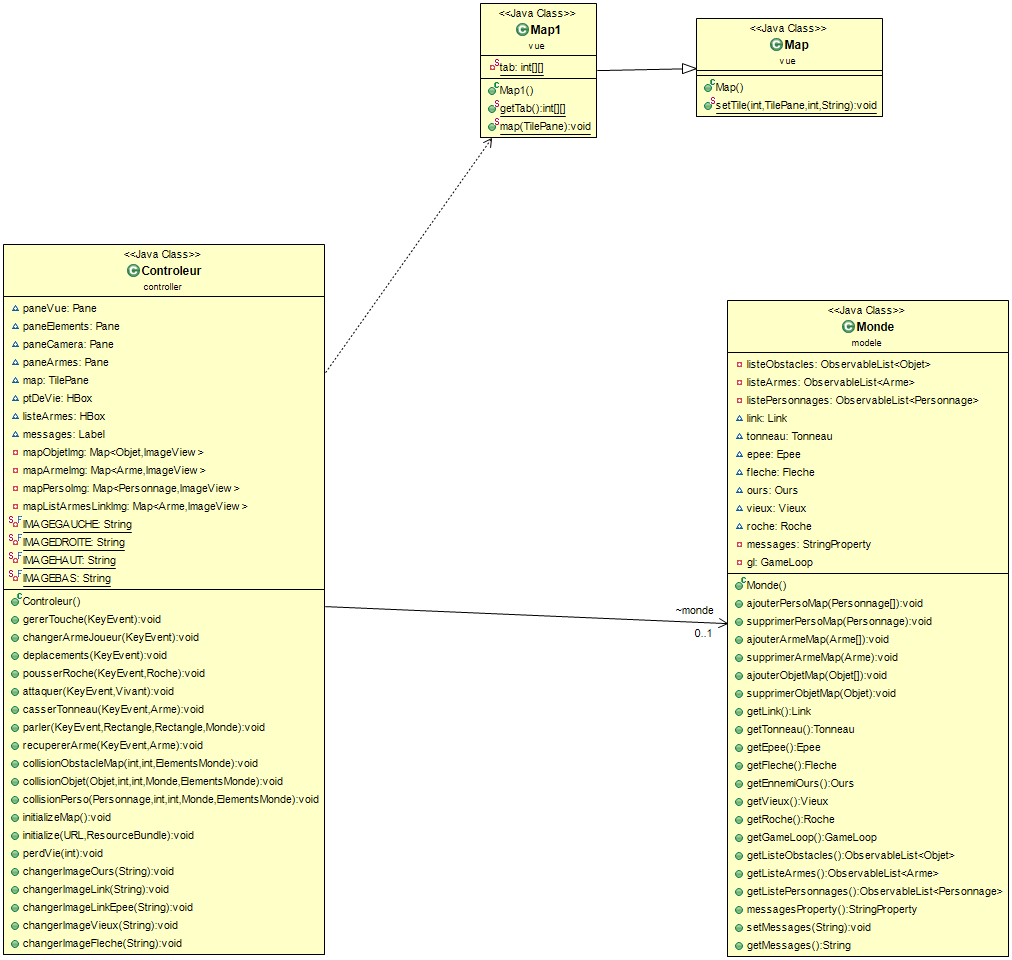 <<Java Class>>
Map1
vue
tab: int[][]
Map1()
getTab():int[][]
map(TilePane):void
<<Java Class>>
Map
vue
Map()
setTile(int,TilePane,int,String):void
<<Java Class>>
Controleur
controller
paneVue: Pane
paneElements: Pane
paneCamera: Pane
paneArmes: Pane
map: TilePane
ptDeVie: HBox
listeArmes: HBox
messages: Label
mapObjetImg: Map<Objet,ImageView>
mapArmeImg: Map<Arme,ImageView>
mapPersoImg: Map<Personnage,ImageView>
mapListArmesLinkImg: Map<Arme,ImageView>
IMAGEGAUCHE: String
IMAGEDROITE: String
IMAGEHAUT: String
IMAGEBAS: String
Controleur()
gererTouche(KeyEvent):void
changerArmeJoueur(KeyEvent):void
deplacements(KeyEvent):void
pousserRoche(KeyEvent,Roche):void
attaquer(KeyEvent,Vivant):void
casserTonneau(KeyEvent,Arme):void
parler(KeyEvent,Rectangle,Rectangle,Monde):void
recupererArme(KeyEvent,Arme):void
collisionObstacleMap(int,int,ElementsMonde):void
collisionObjet(Objet,int,int,Monde,ElementsMonde):void
collisionPerso(Personnage,int,int,Monde,ElementsMonde):void
initializeMap():void
initialize(URL,ResourceBundle):void
perdVie(int):void
changerImageOurs(String):void
changerImageLink(String):void
changerImageLinkEpee(String):void
changerImageVieux(String):void
changerImageFleche(String):void
~monde
0..1
<<Java Class>>
Monde
modele
listeObstacles: ObservableList<Objet>
listeArmes: ObservableList<Arme>
listePersonnages: ObservableList<Personnage>
link: Link
tonneau: Tonneau
epee: Epee
fleche: Fleche
ours: Ours
vieux: Vieux
roche: Roche
messages: StringProperty
gl: GameLoop
Monde()
ajouterPersoMap(Personnage[]):void
supprimerPersoMap(Personnage):void
ajouterArmeMap(Arme[]):void
supprimerArmeMap(Arme):void
ajouterObjetMap(Objet[]):void
supprimerObjetMap(Objet):void
getLink():Link
getTonneau():Tonneau
getEpee():Epee
getFleche():Fleche
getEnnemiOurs():Ours
getVieux():Vieux
getRoche():Roche
getGameLoop():GameLoop
getListeObstacles():ObservableList<Objet>
getListeArmes():ObservableList<Arme>
getListePersonnages():ObservableList<Personnage>
messagesProperty():StringProperty
setMessages(String):void
getMessages():String